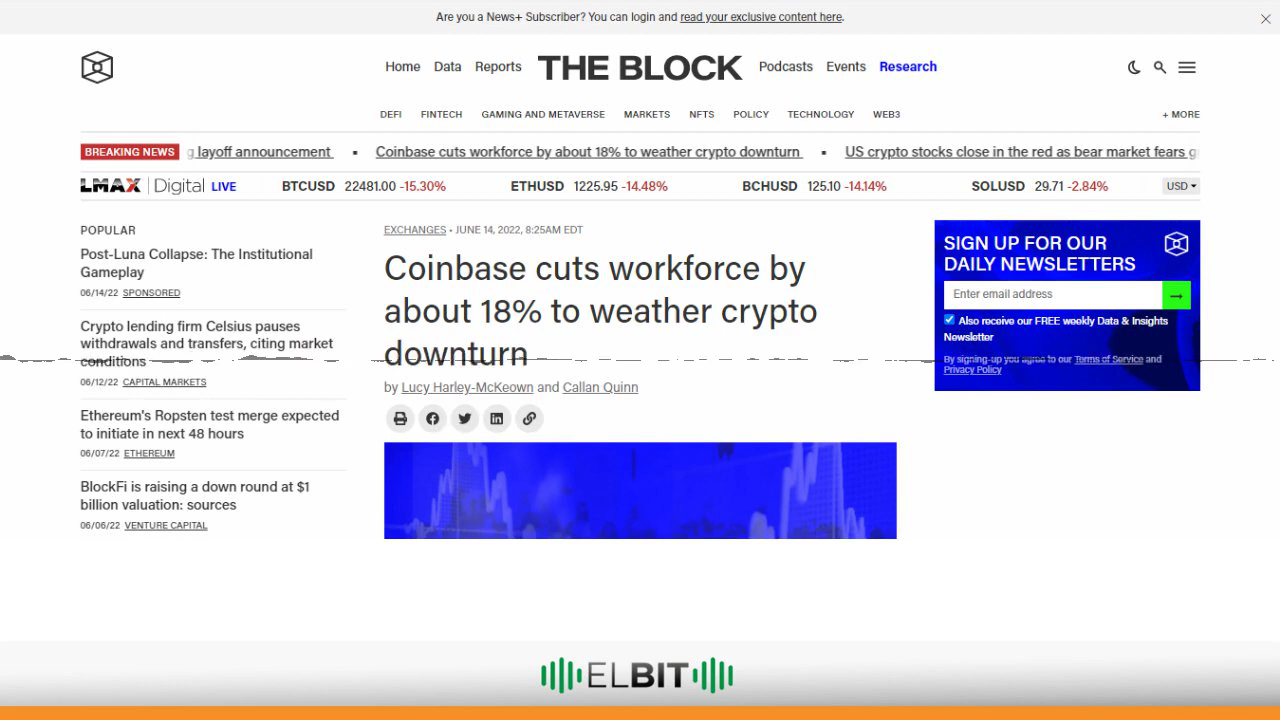 Are you a News+ Subscriber? You can login and read your exclusive content here.
Home Data Reports THE BLOCK Podcasts Events Research
DEFI FINTECH GAMING AND METAVERSE MARKETS NFTS POLICY TECHNOLOGY WEB3 + MORE
BREAKING NEWS g layoff announcement ▪ Coinbase cuts workforce by about 18% to weather crypto downturn ▪ US crypto stocks close in the red as bear market fears g
LMAX Digital LIVE BTCUSD 22481.00 -15.30% ETHUSD 1225.95 -14.48% BCHUSD 125.10 -14.14% SOLUSD 29.71 -2.84% USD
POPULAR
Post-Luna Collapse: The Institutional
Gameplay
06/14/22 SPONSORED
Crypto lending firm Celsius pauses
withdrawals and transfers, citing market
conditions
06/12/22 CAPITAL MARKETS
Ethereum's Ropsten test merge expected
to initiate in next 48 hours
06/07/22 ETHEREUM
BlockFi is raising a down round at $1
billion valuation: sources
06/06/22 VENTURE CAPITAL
EXCHANGES • JUNE 14, 2022, 8:25AM EDT
Coinbase cuts workforce by
about 18% to weather crypto
downturn
by Lucy Harley-McKeown and Callan Quinn
SIGN UP FOR OUR
DAILY NEWSLETTERS
Enter email address →
Also receive our FREE weekly Data & Insights
Newsletter
By signing-up you agree to our Terms of Service and
Privacy Policy
ELBIT